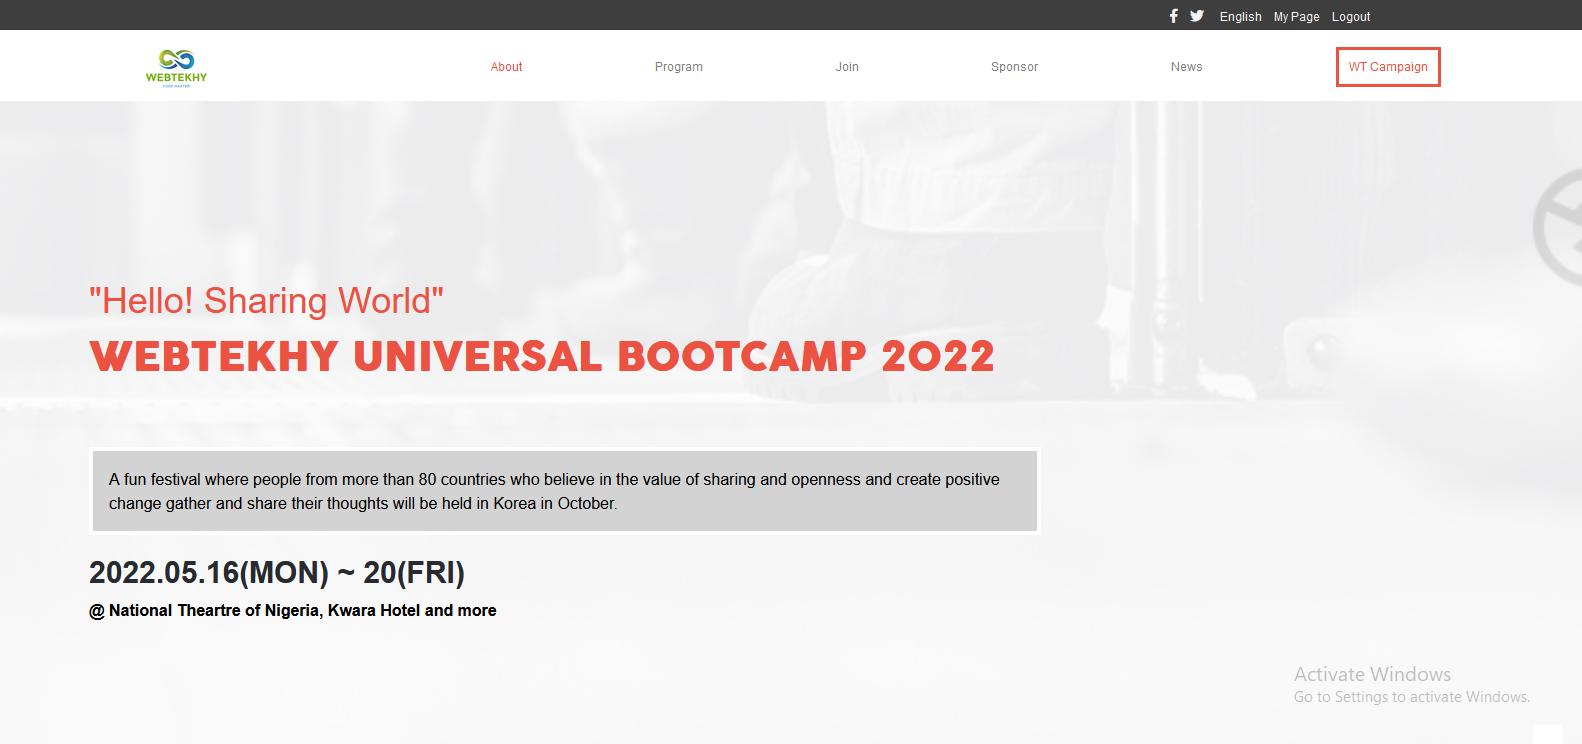 English My Page Logout
WEBTEKHY
CODE MASTER
About Program Join Sponsor News WT Campaign
"Hello! Sharing World"
WEBTEKHY UNIVERSAL BOOTCAMP 2022
A fun festival where people from more than 80 countries who believe in the value of sharing and openness and create positive
change gather and share their thoughts will be held in Korea in October.
2022.05.16(MON) ~ 20(FRI)
@ National Theartre of Nigeria, Kwara Hotel and more
Activate Windows
Go to Settings to activate Windows.